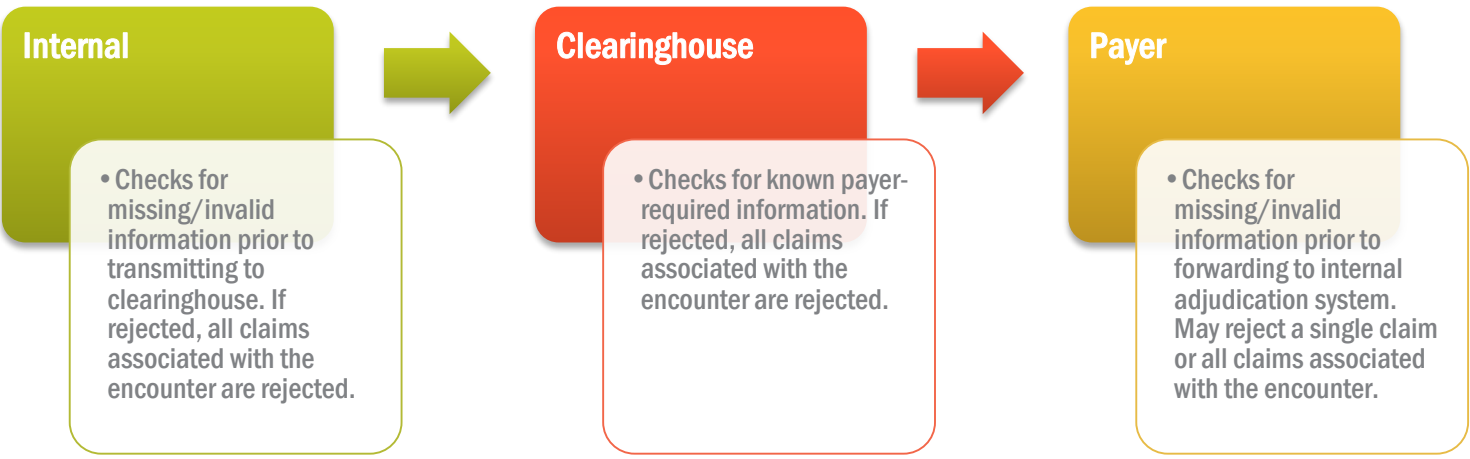 Internal
• Checks for
missing/invalid
information prior to
transmitting to
clearinghouse. If
rejected, all claims
associated with the
encounter are rejected.
Clearinghouse
• Checks for known payer-
required information. If
rejected, all claims
associated with the
encounter are rejected.
Payer
• Checks for
missing/invalid
information prior to
forwarding to internal
adjudication system.
May reject a single claim
or all claims associated
with the encounter.